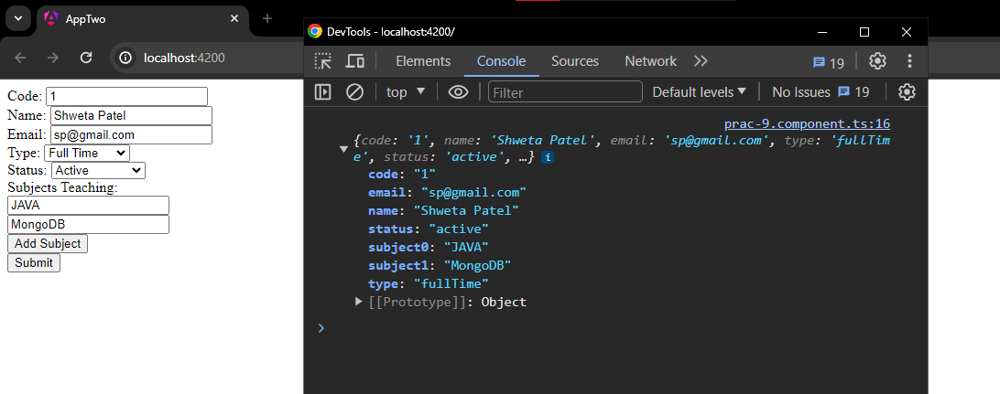 AppTwo
localhost:4200
Code: 1
Name: Shweta Patel
Email: sp@gmail.com
Type: Full Time
Status: Active
Subjects Teaching:
JAVA
MongoDB
Add Subject
Submit
DevTools - localhost:4200/
Elements Console Sources Network 19
top Filter Default levels No Issues 19
prac-9.component.ts:16
{code: '1', name: 'Shweta Patel', email: 'sp@gmail.com', type: 'fullTim
e', status: 'active', …} i
code: "1"
email: "sp@gmail.com"
name: "Shweta Patel"
status: "active"
subject0: "JAVA"
subject1: "MongoDB"
type: "fullTime"
[[Prototype]]: Object